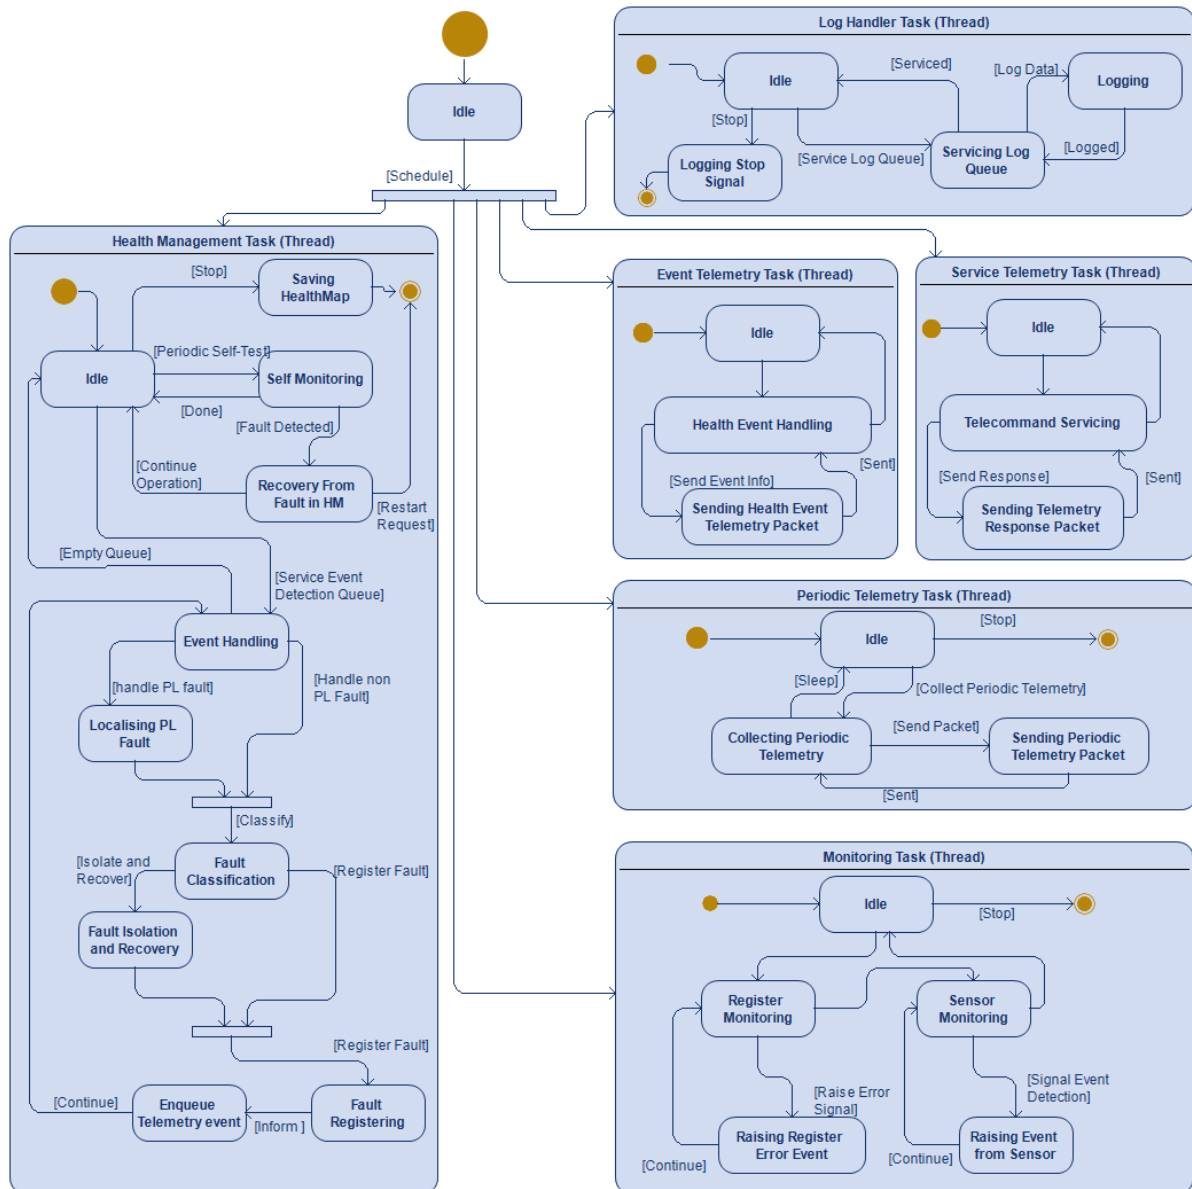 Idle
[Schedule]
Log Handler Task (Thread)
Idle
[Serviced]
[Log Data]
Logging
[Stop]
[Service Log Queue]
Servicing Log
Queue
[Logged]
Logging Stop
Signal
Health Management Task (Thread)
[Stop]
Saving
HealthMap
Idle
[Periodic Self-Test]
Self Monitoring
[Done]
[Fault Detected]
[Continue
Operation]
Recovery From
Fault in HM
[Restart
Request]
[Empty Queue]
[Service Event
Detection Queue]
Event Handling
[handle PL fault]
[Handle non
PL Fault]
Localising PL
Fault
[Classify]
Fault
Classification
[Isolate and
Recover]
[Register Fault]
Fault Isolation
and Recovery
[Register Fault]
[Continue]
Enqueue
Telemetry event
[Inform ]
Fault
Registering
Event Telemetry Task (Thread)
Idle
Health Event Handling
[Sent]
[Send Event Info]
Sending Health Event
Telemetry Packet
Service Telemetry Task (Thread)
Idle
Telecommand Servicing
[Send Response]
[Sent]
Sending Telemetry
Response Packet
Periodic Telemetry Task (Thread)
Idle
[Stop]
[Sleep]
[Collect Periodic Telemetry]
Collecting Periodic
Telemetry
[Send Packet]
Sending Periodic
Telemetry Packet
[Sent]
Monitoring Task (Thread)
Idle
[Stop]
Register
Monitoring
Sensor
Monitoring
[Raise Error
Signal]
[Signal Event
Detection]
Raising Register
Error Event
[Continue]
Raising Event
from Sensor
[Continue]